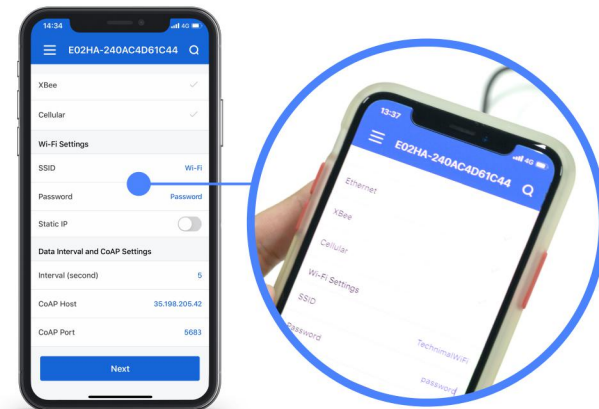 14:34
4G
E02HA-240AC4D61C44
XBee
Cellular
Wi-Fi Settings
SSID Wi-Fi
Password Password
Static IP
Data Interval and CoAP Settings
Interval (second) 5
CoAP Host 35.198.205.42
CoAP Port 5683
Next
13:37
4G
E02HA-240AC4D61C44
Ethernet
XBee
Cellular
Wi-Fi Settings
SSID TechnimalWiFi
Password password